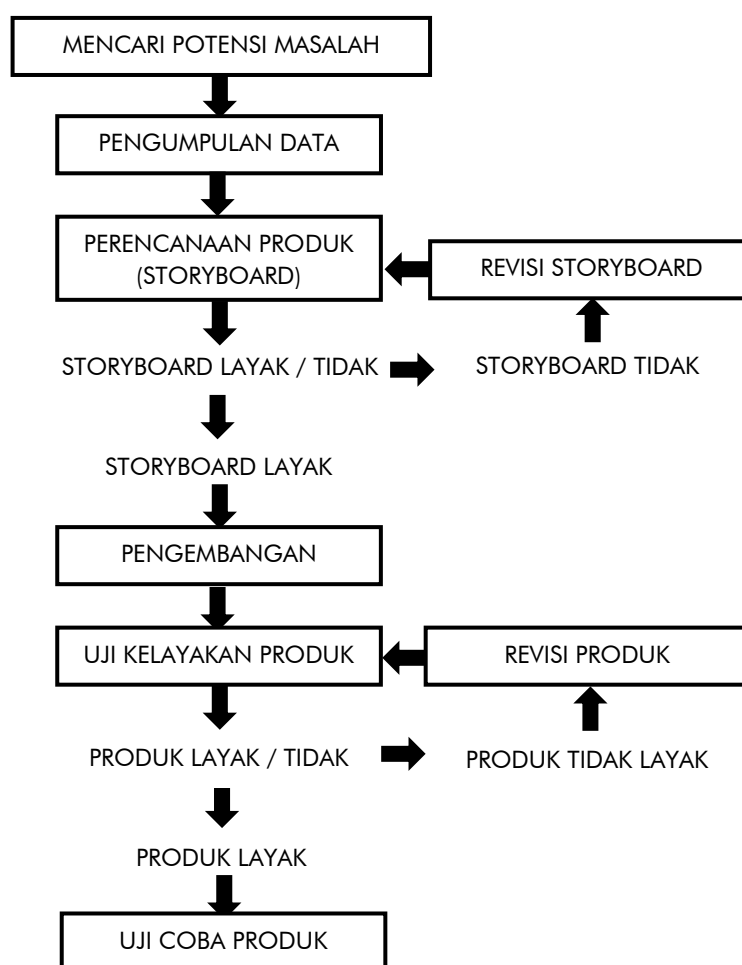 MENCARI POTENSI MASALAH
PENGUMPULAN DATA
PERENCANAAN PRODUK
(STORYBOARD)
REVISI STORYBOARD
STORYBOARD LAYAK / TIDAK
STORYBOARD TIDAK
STORYBOARD LAYAK
PENGEMBANGAN
UJI KELAYAKAN PRODUK
REVISI PRODUK
PRODUK LAYAK / TIDAK
PRODUK TIDAK LAYAK
PRODUK LAYAK
UJI COBA PRODUK